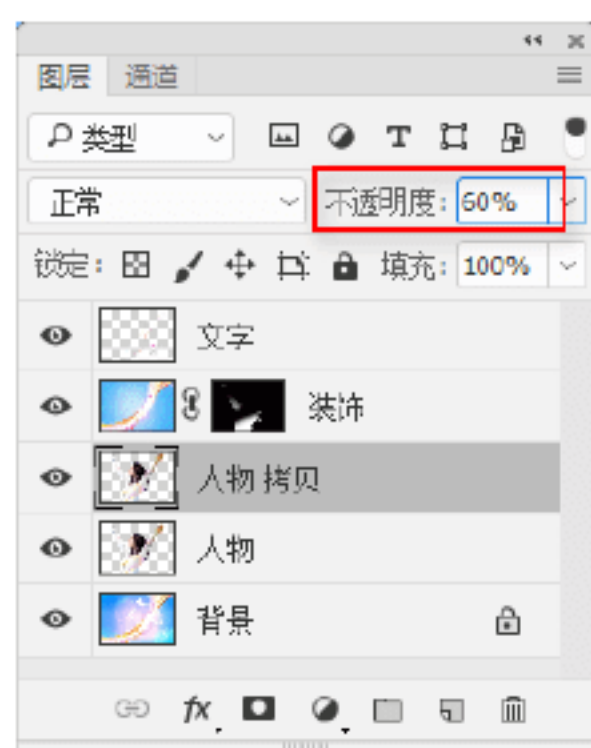 图层 通道
类型 T
正常 不透明度: 60%
锁定: 填充: 100%
文字
装饰
人物 拷贝
人物
背景
fx